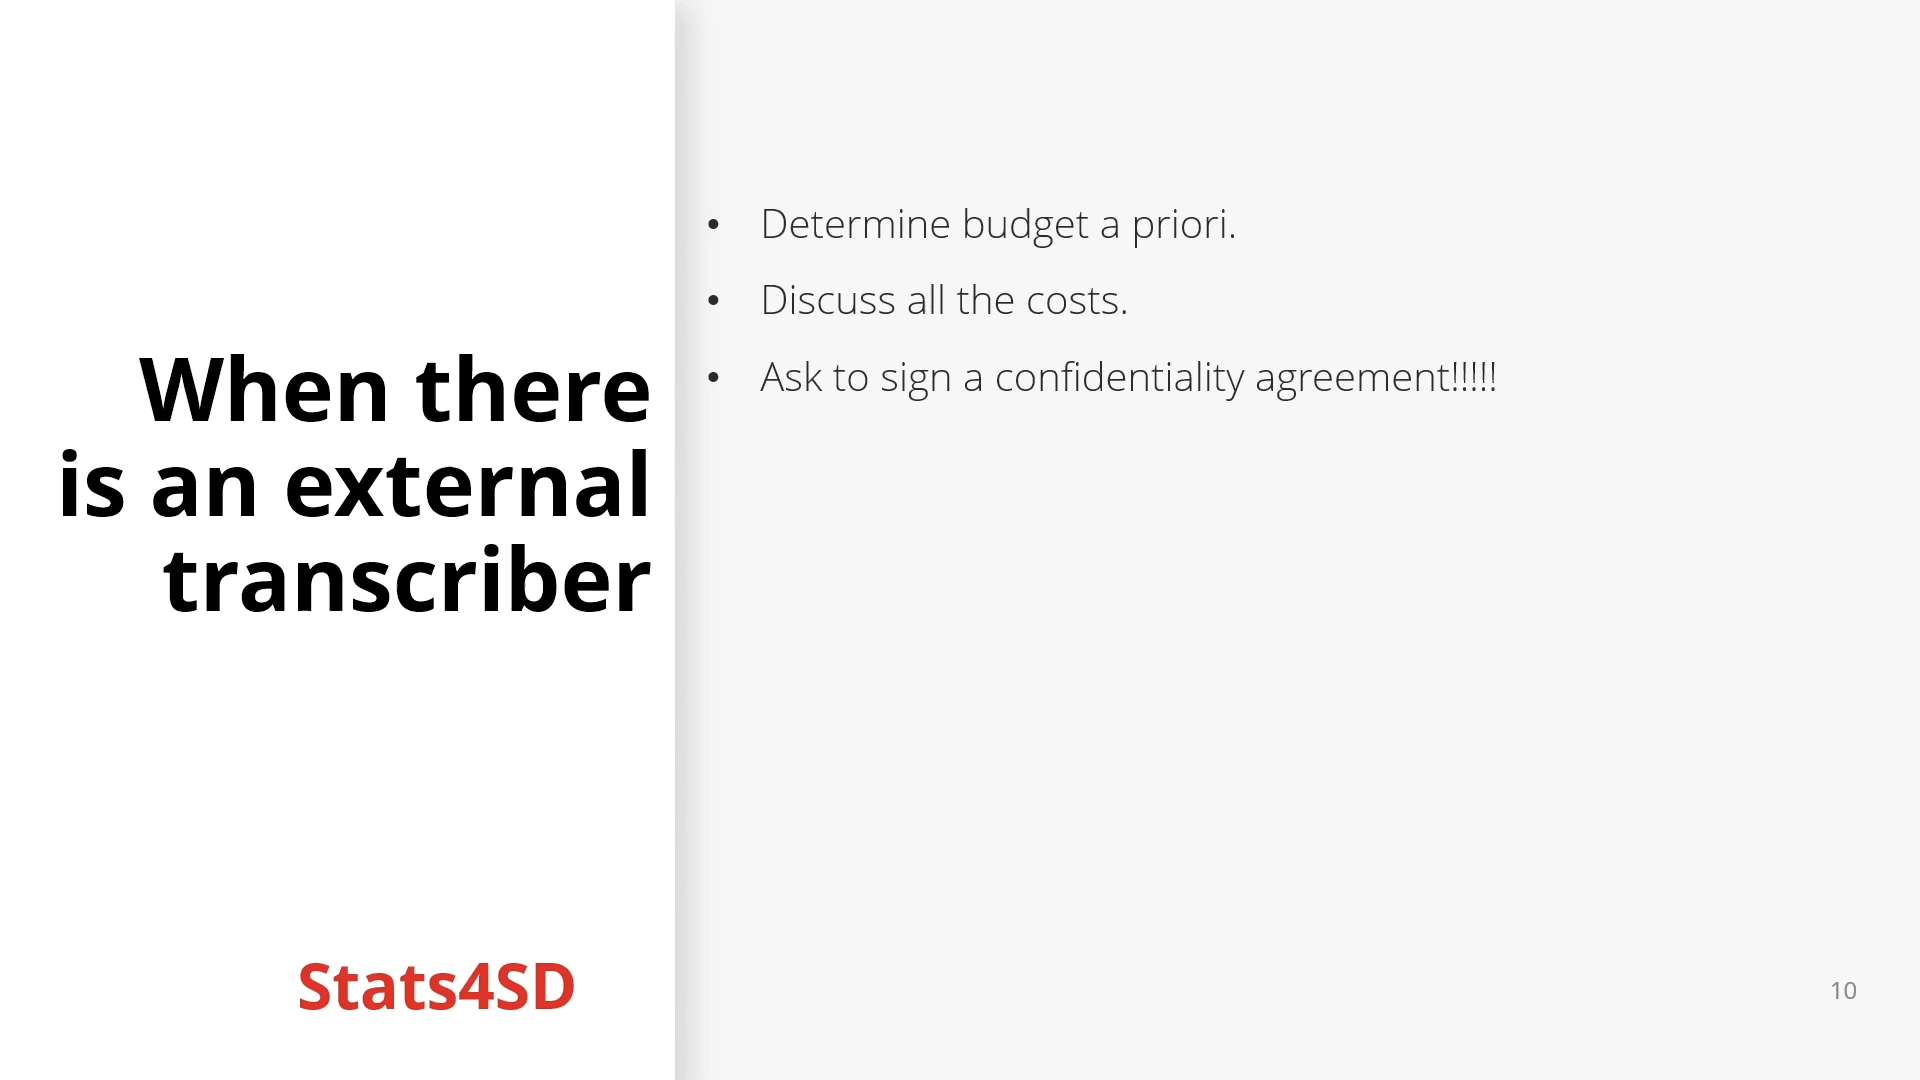 When there
is an external
transcriber
• Determine budget a priori.
• Discuss all the costs.
• Ask to sign a confidentiality agreement!!!!!
Stats4SD
10